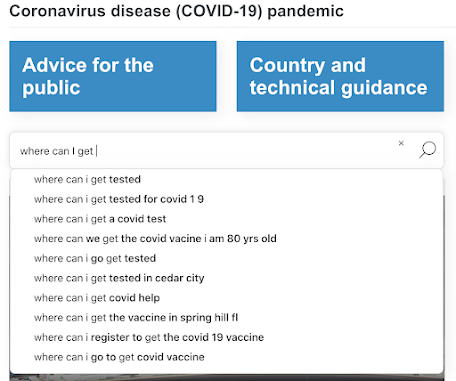 Coronavirus disease (COVID-19) pandemic
Advice for the
public
Country and
technical guidance
where can I get
×
where can i get tested
where can i get tested for covid 1 9
where can i get a covid test
where can we get the covid vacine i am 80 yrs old
where can i go get tested
where can i get tested in cedar city
where can i get covid help
where can i get the vaccine in spring hill fl
where can i register to get the covid 19 vaccine
where can i go to get covid vaccine